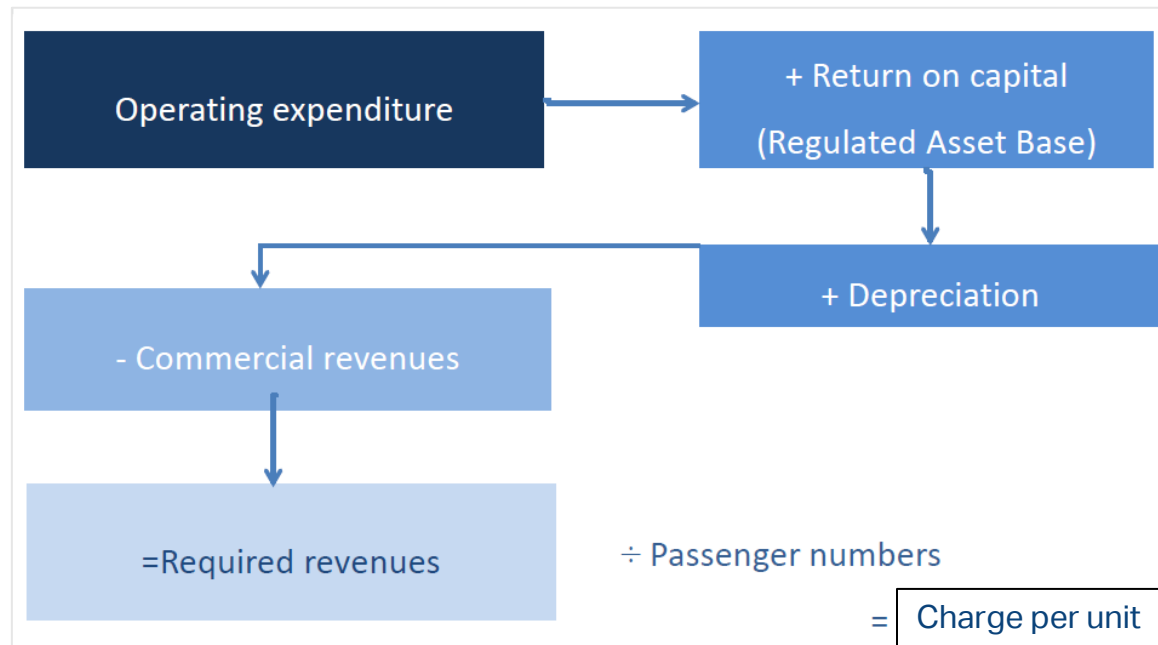 Operating expenditure
+ Return on capital
(Regulated Asset Base)
+ Depreciation
- Commercial revenues
=Required revenues
÷ Passenger numbers
= Charge per unit